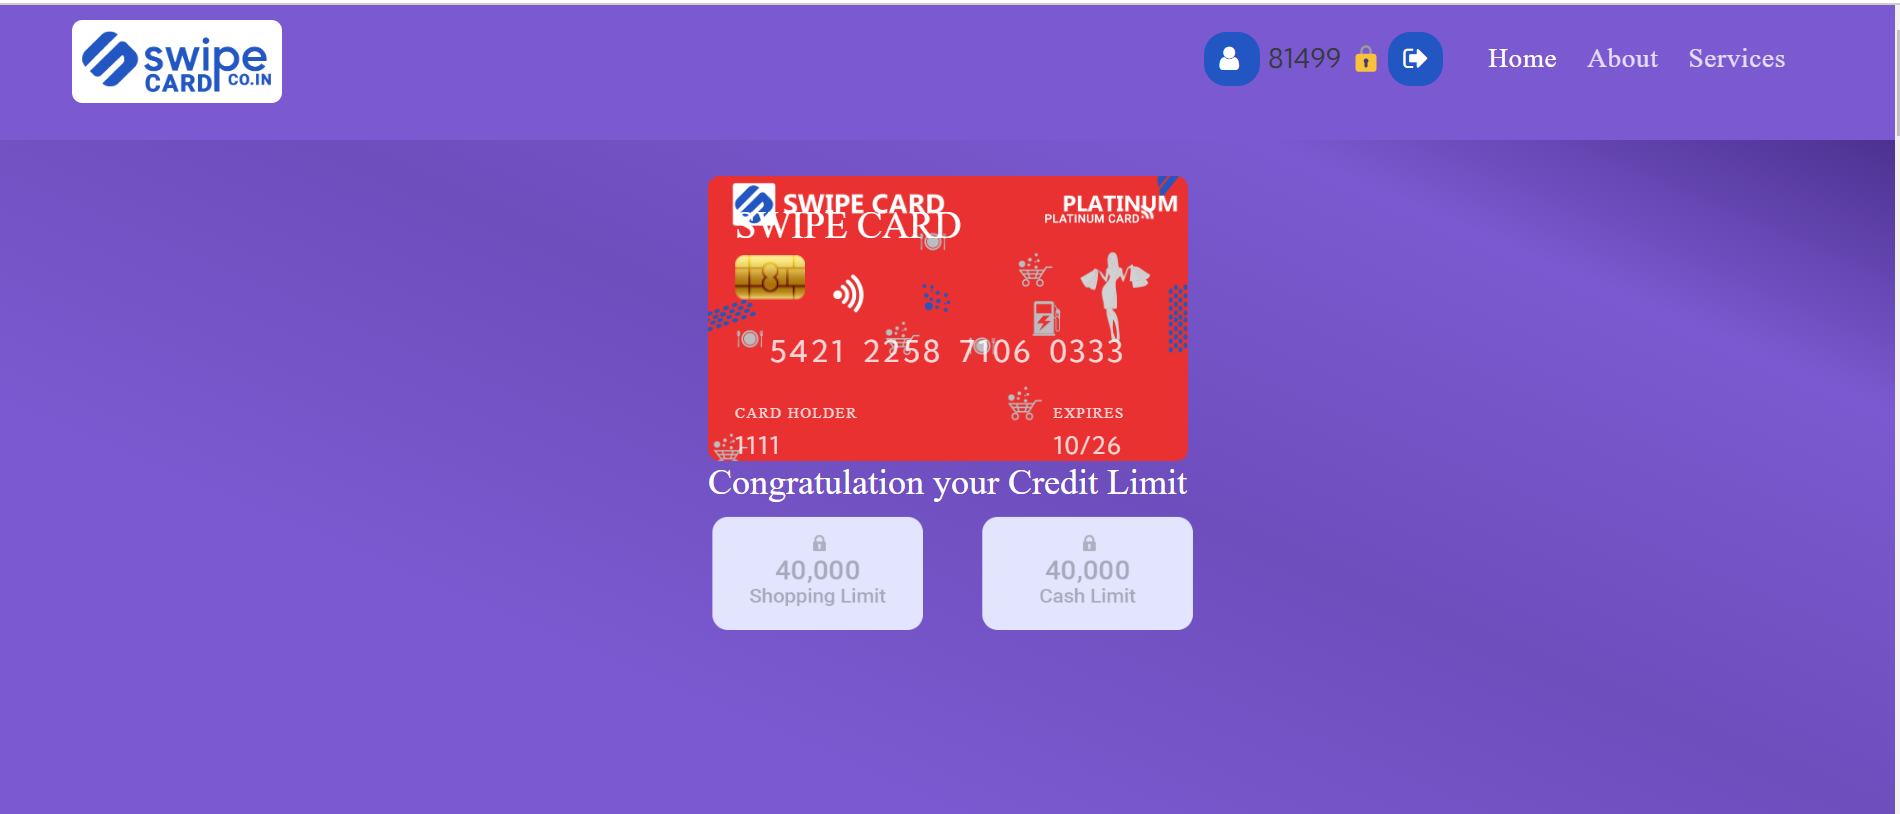 swipe
CARD CO.IN
81499
Home About Services
SWIPE CARD
PLATINUM
PLATINUM CARD
SWIPE CARD
5421 2258 7106 0333
CARD HOLDER EXPIRES
1111 10/26
Congratulation your Credit Limit
40,000 40,000
Shopping Limit Cash Limit